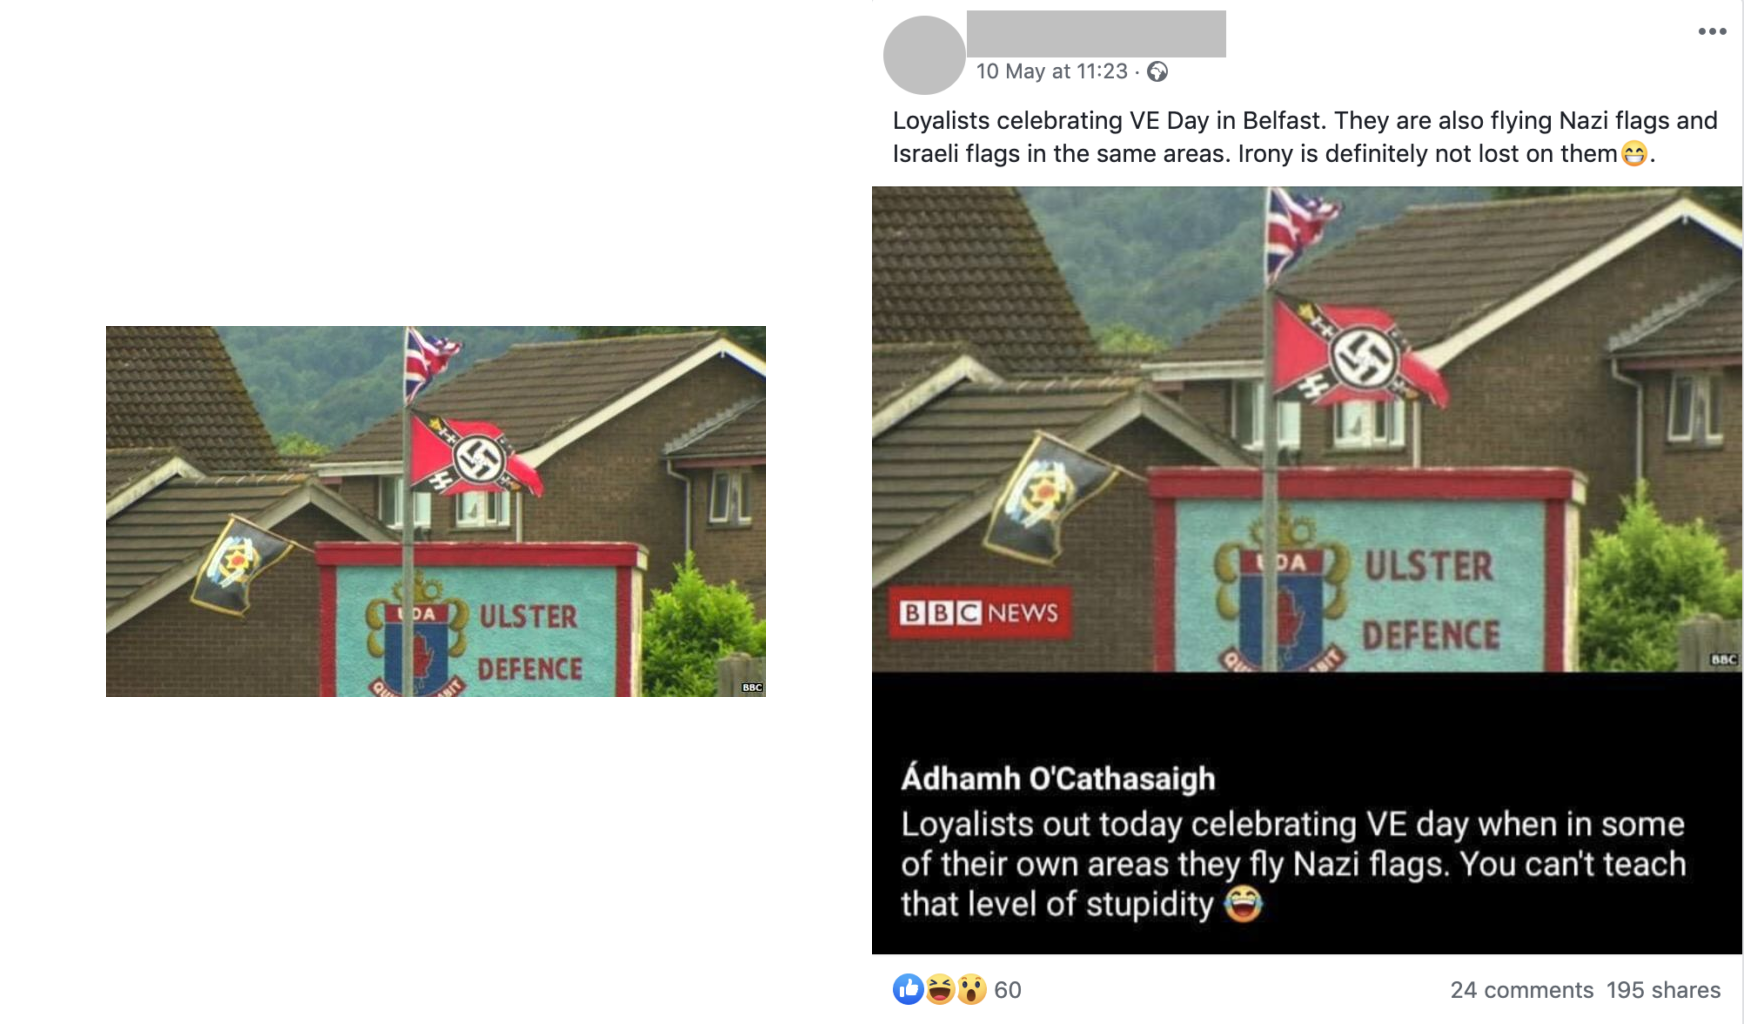 UDA
ULSTER
DEFENCE
BBC
10 May at 11:23 ·
Loyalists celebrating VE Day in Belfast. They are also flying Nazi flags and
Israeli flags in the same areas. Irony is definitely not lost on them😁.
UDA
ULSTER
DEFENCE
BBC NEWS
BBC
Ádhamh O'Cathasaigh
Loyalists out today celebrating VE day when in some
of their own areas they fly Nazi flags. You can't teach
that level of stupidity 😂
60
24 comments 195 shares